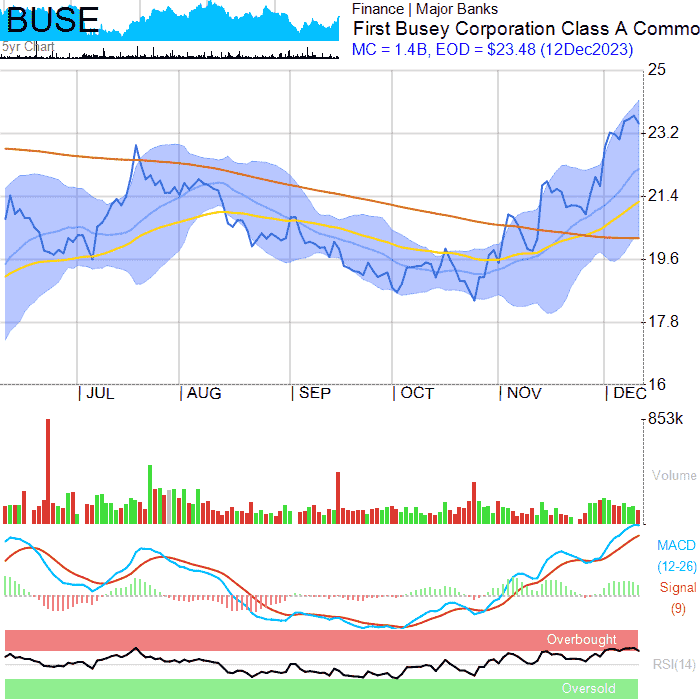 BUSE
5yr Chart
Finance | Major Banks
First Busey Corporation Class A Commo
MC = 1.4B, EOD = $23.48 (12Dec2023)
25
23.2
21.4
19.6
17.8
16
| JUL | AUG | SEP | OCT | NOV | DEC
853k
Volume
MACD
(12-26)
Signal
(9)
Overbought
RSI(14)
Oversold